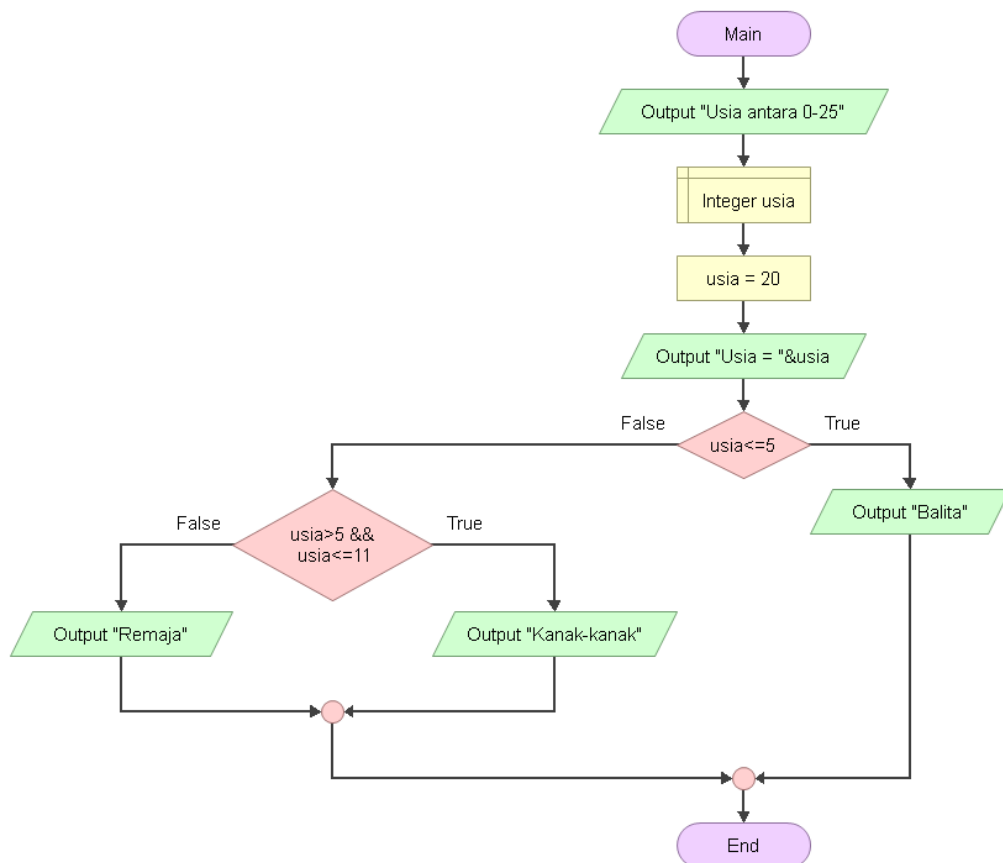 Main
Output "Usia antara 0-25"
Integer usia
usia = 20
Output "Usia = "&usia
False
True
usia<=5
Output "Balita"
False
True
usia>5 &&
usia<=11
Output "Remaja"
Output "Kanak-kanak"
End